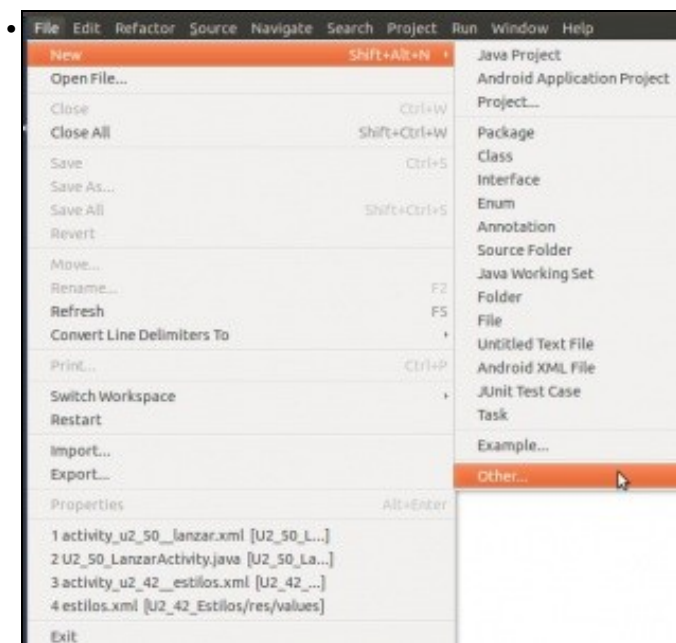 File Edit Refactor Source Navigate Search Project Run Window Help
New Shift+Alt+N
Open File...
Close Ctrl+W
Close All Shift+Ctrl+W
Save Ctrl+S
Save As...
Save All Shift+Ctrl+S
Revert
Move...
Rename... F2
Refresh F5
Convert Line Delimiters To
Print... Ctrl+P
Switch Workspace
Restart
Import...
Export...
Properties Alt+Enter
1 activity_u2_50__lanzar.xml [U2_50_L...]
2 U2_50_LanzarActivity.java [U2_50_La...]
3 activity_u2_42__estilos.xml [U2_42_...]
4 estilos.xml [U2_42_Estilos/res/values]
Exit
Java Project
Android Application Project
Project...
Package
Class
Interface
Enum
Annotation
Source Folder
Java Working Set
Folder
File
Untitled Text File
Android XML File
JUnit Test Case
Task
Example...
Other...